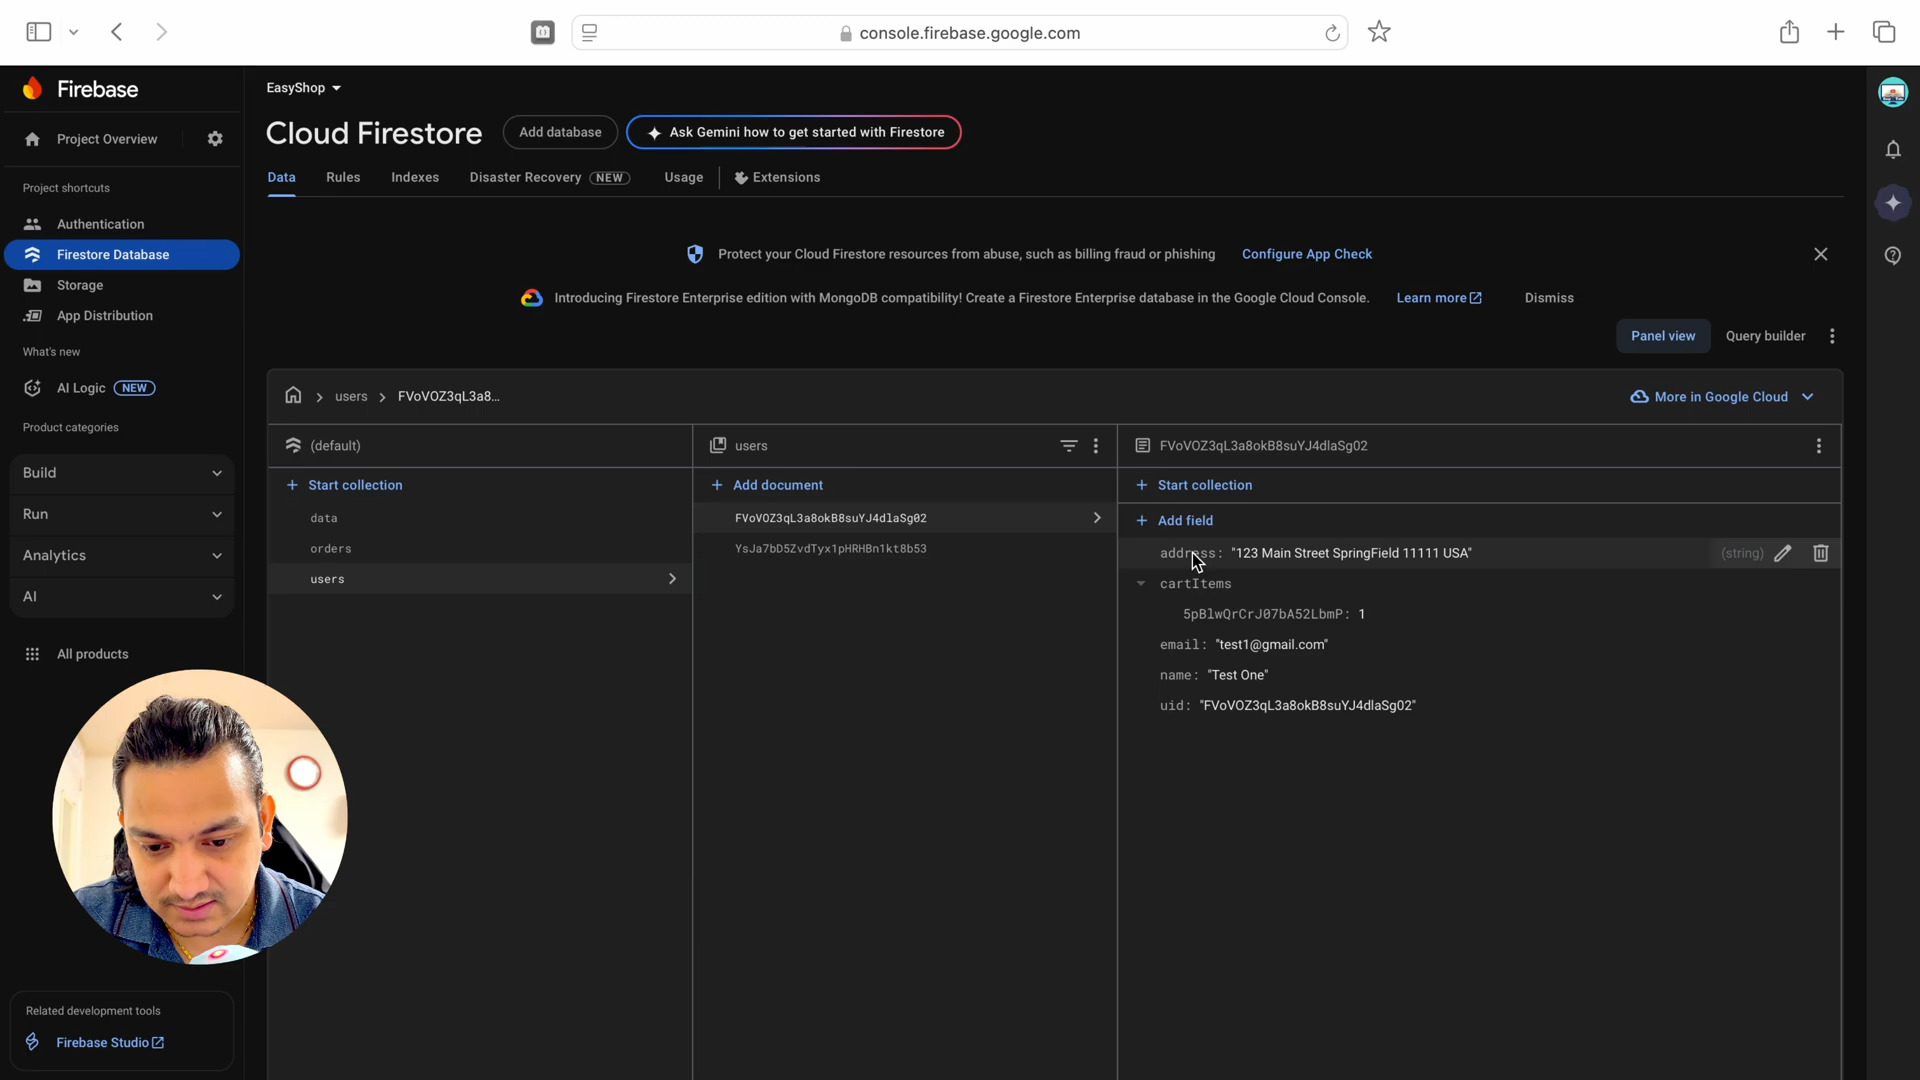 console.firebase.google.com
Firebase
EasyShop
Project Overview
Cloud Firestore
Add database
Ask Gemini how to get started with Firestore
Project shortcuts
Data
Rules
Indexes
Disaster Recovery NEW
Usage
Extensions
Authentication
Firestore Database
Storage
App Distribution
What's new
AI Logic NEW
Product categories
Build
Run
Analytics
AI
All products
Related development tools
Firebase Studio
Protect your Cloud Firestore resources from abuse, such as billing fraud or phishing Configure App Check
Introducing Firestore Enterprise edition with MongoDB compatibility! Create a Firestore Enterprise database in the Google Cloud Console. Learn more Dismiss
Panel view
Query builder
users
FVoVOZ3qL3a8...
More in Google Cloud
(default)
Start collection
data
orders
users
users
Add document
FVoVOZ3qL3a8okB8suYJ4dlaSg02
YsJa7bD5ZvdTyx1pHRHBn1kt8b53
FVoVOZ3qL3a8okB8suYJ4dlaSg02
Start collection
Add field
address: "123 Main Street SpringField 11111 USA" (string)
cartItems
5pBlwQrCrJ07bA52LbmP: 1
email: "test1@gmail.com"
name: "Test One"
uid: "FVoVOZ3qL3a8okB8suYJ4dlaSg02"